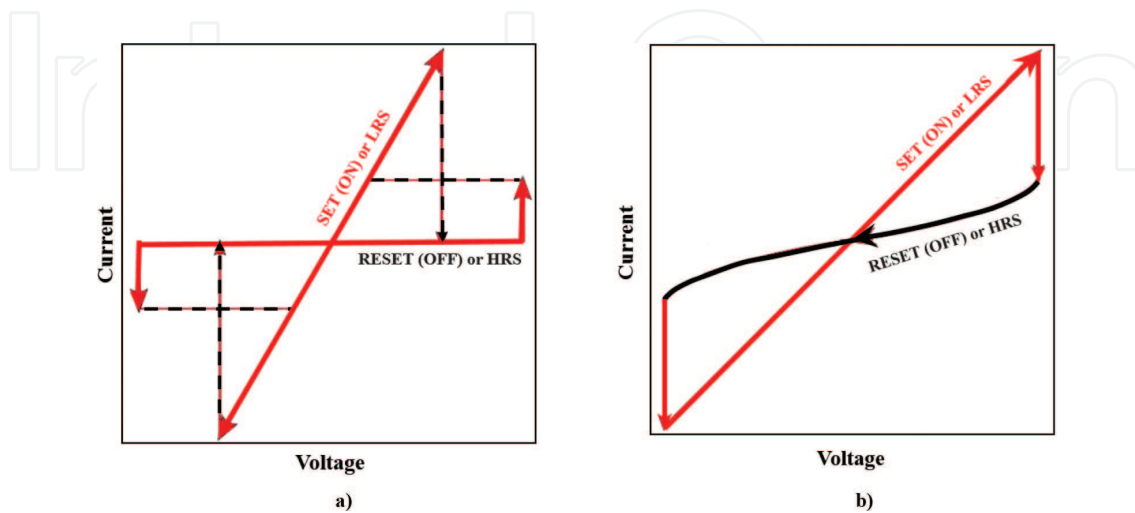 SET (ON) or LRS
RESET (OFF) or HRS
Current
Voltage
a)
SET (ON) or LRS
RESET (OFF) or HRS
Current
Voltage
b)